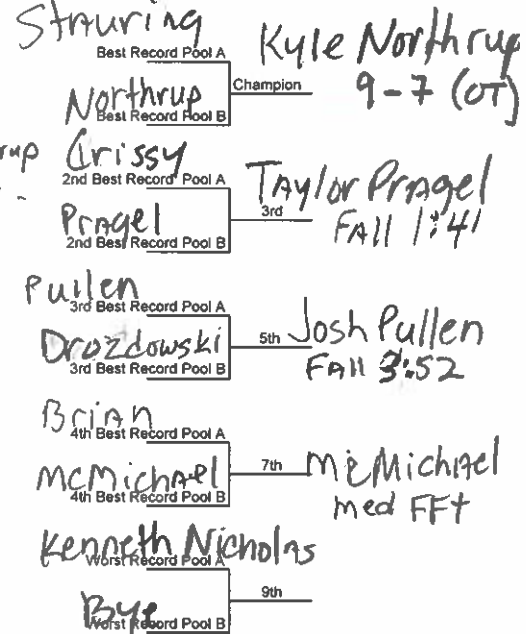 Strauring
Best Record Pool A
Kyle Northrup
Champion
9-7 (OT)
Northrup
Best Record Pool B
rup
Crissy
2nd Best Record Pool A
Taylor Pragel
3rd
Fall 1:41
Pragel
2nd Best Record Pool B
Pullen
3rd Best Record Pool A
Josh Pullen
5th
Fall 3:52
Drozdowski
3rd Best Record Pool B
Brian
4th Best Record Pool A
McMichael
7th
Med FFT
McMichael
4th Best Record Pool B
Kenneth Nicholas
Worst Record Pool A
9th
Bye
Worst Record Pool B